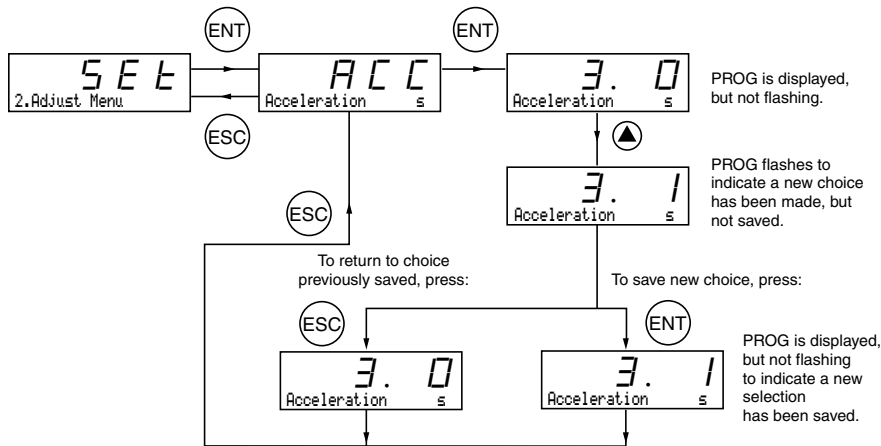 ENT
ENT
SEt
2.Adjust Menu
ACC
Acceleration s
3. 0
Acceleration s
PROG is displayed,
but not flashing.
ESC
3. 1
Acceleration s
PROG flashes to
indicate a new choice
has been made, but
not saved.
ESC
To return to choice
previously saved, press:
To save new choice, press:
ESC
ENT
3. 0
Acceleration s
3. 1
Acceleration s
PROG is displayed,
but not flashing
to indicate a new
selection
has been saved.